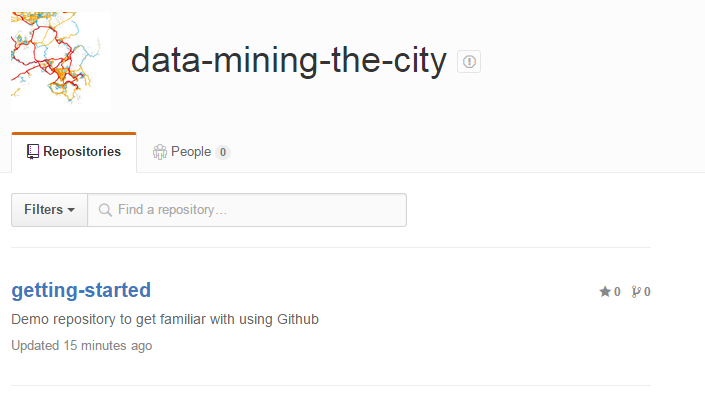 data-mining-the-city
Repositories
People 0
Filters
Find a repository…
getting-started
0
0
Demo repository to get familiar with using Github
Updated 15 minutes ago